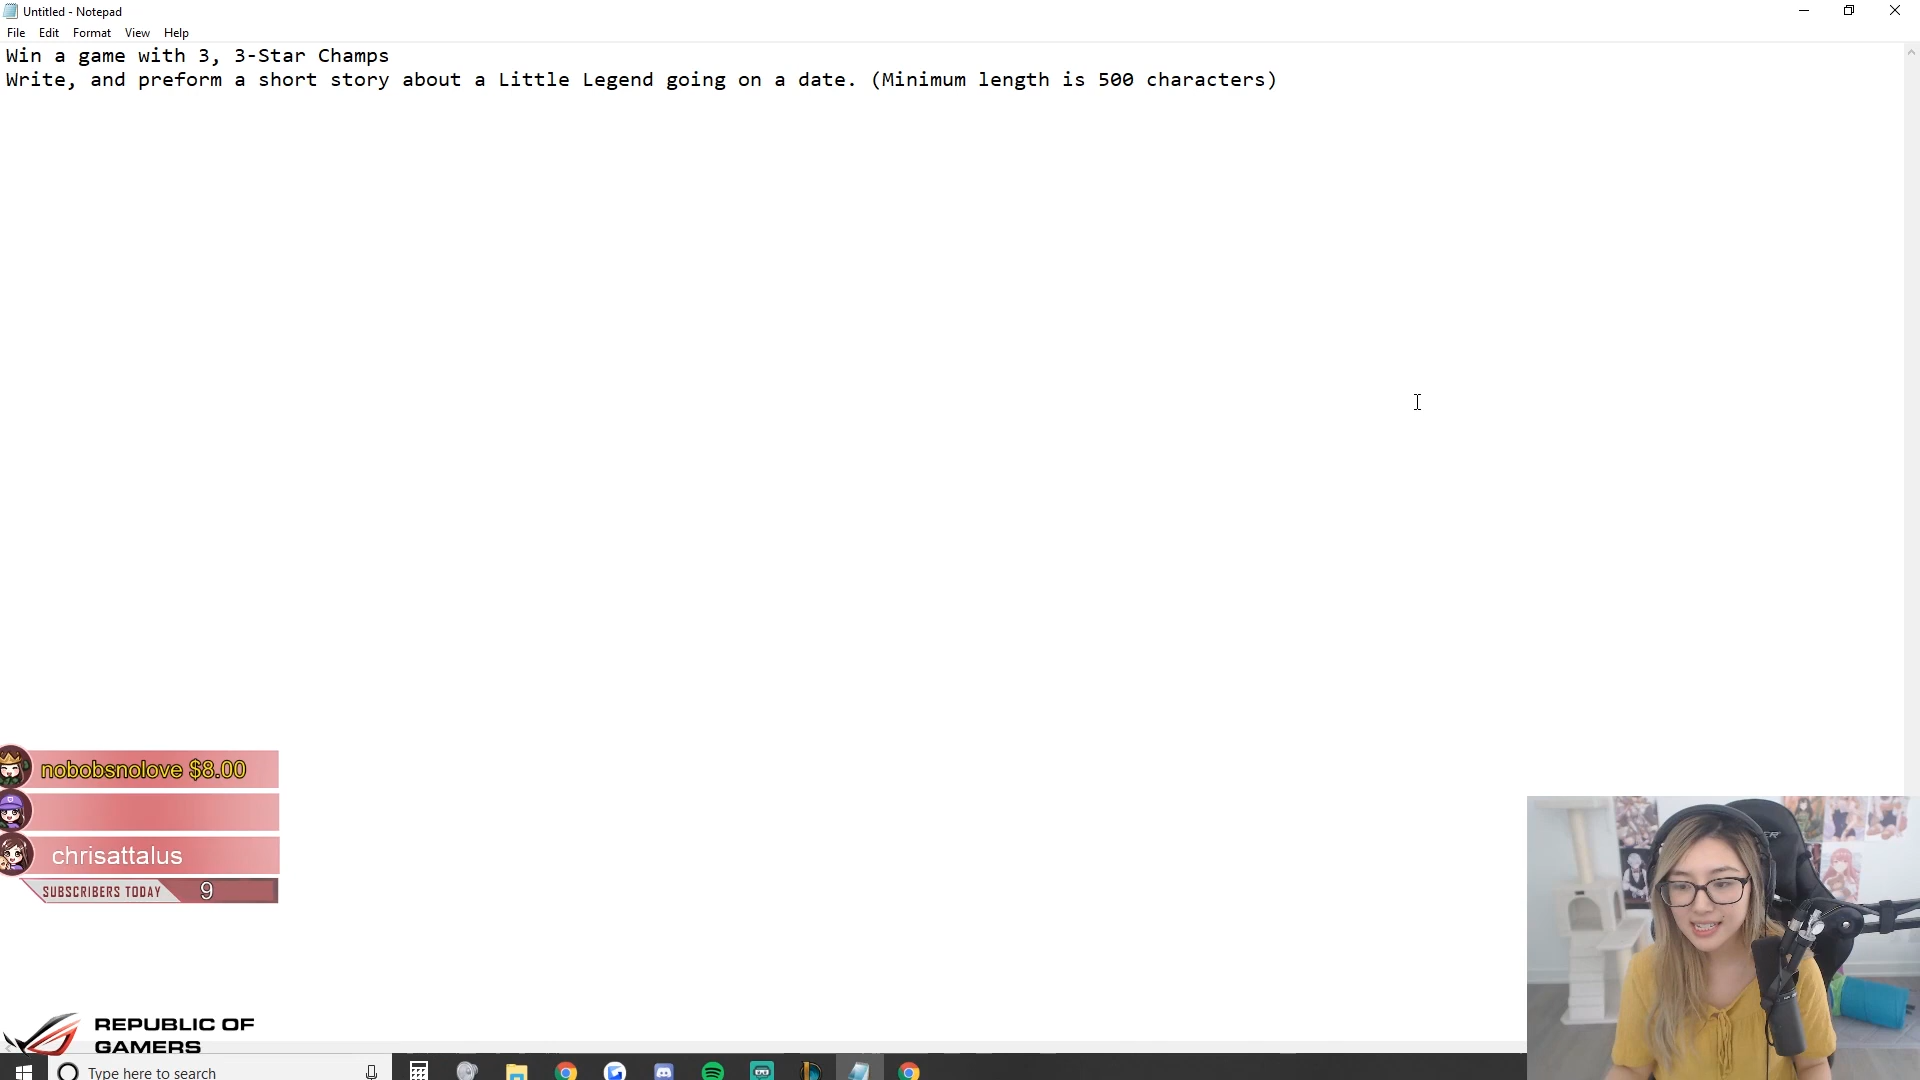 Untitled - Notepad
File Edit Format View Help
Win a game with 3, 3-Star Champs
Write, and preform a short story about a Little Legend going on a date. (Minimum length is 500 characters)
nobobsnolove $8.00
chrisattalus
SUBSCRIBERS TODAY 9
REPUBLIC OF
GAMERS
Type here to search